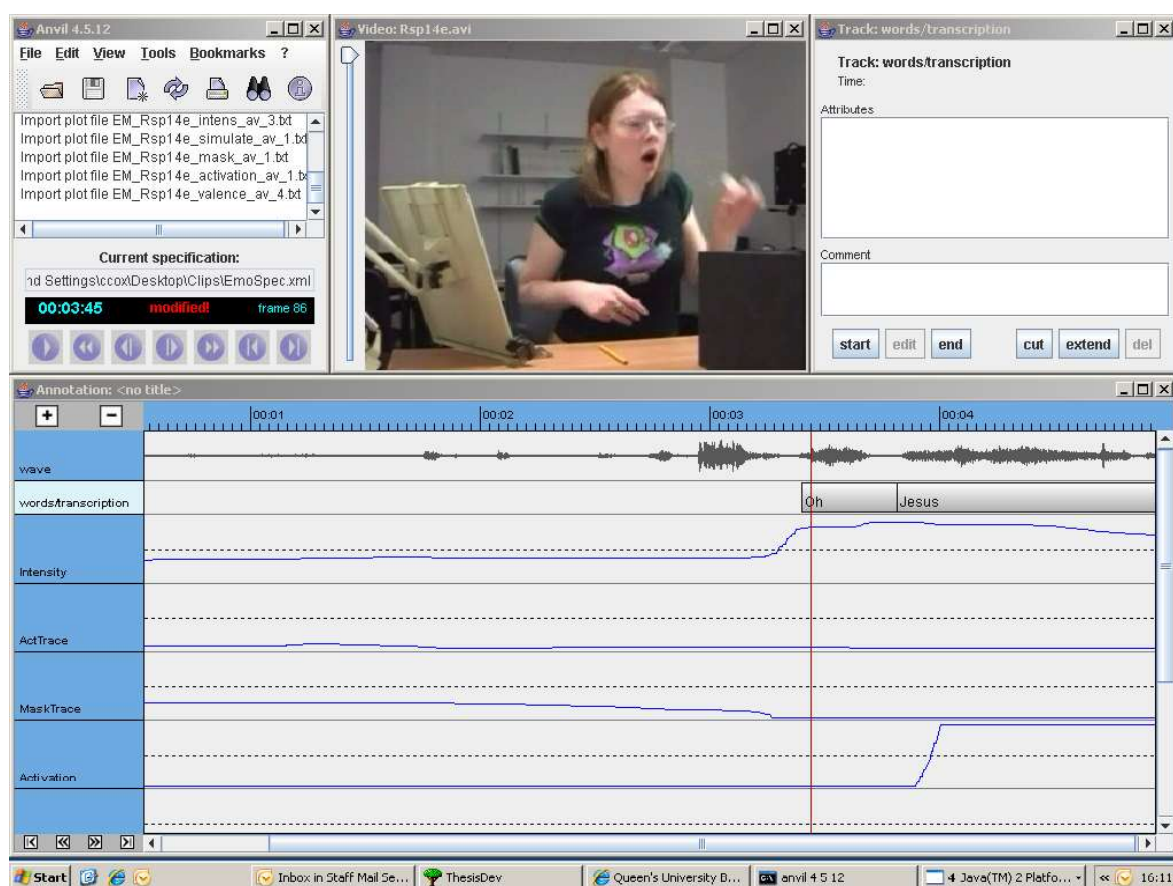 Anvil 4.5.12
File Edit View Tools Bookmarks ?
Import plot file EM_Rsp14e_intens_av_3.txt
Import plot file EM_Rsp14e_simulate_av_1.txt
Import plot file EM_Rsp14e_mask_av_1.txt
Import plot file EM_Rsp14e_activation_av_1.tx
Import plot file EM_Rsp14e_valence_av_4.txt
Current specification:
nd Settings\ccox\Desktop\Clips\EmoSpec.xml
00:03:45 modified! frame 86
Video: Rsp14e.avi
Track: words/transcription
Track: words/transcription
Time:
Attributes
Comment
start edit end cut extend del
Annotation: <no title>
+ -
00:01 00:02 00:03 00:04
wave
words/transcription Oh Jesus
Intensity
ActTrace
MaskTrace
Activation
Start Inbox in Staff Mail Se... ThesisDev Queen's University B... anvil 4 5 12 4 Java(TM) 2 Platfo... « 16:11